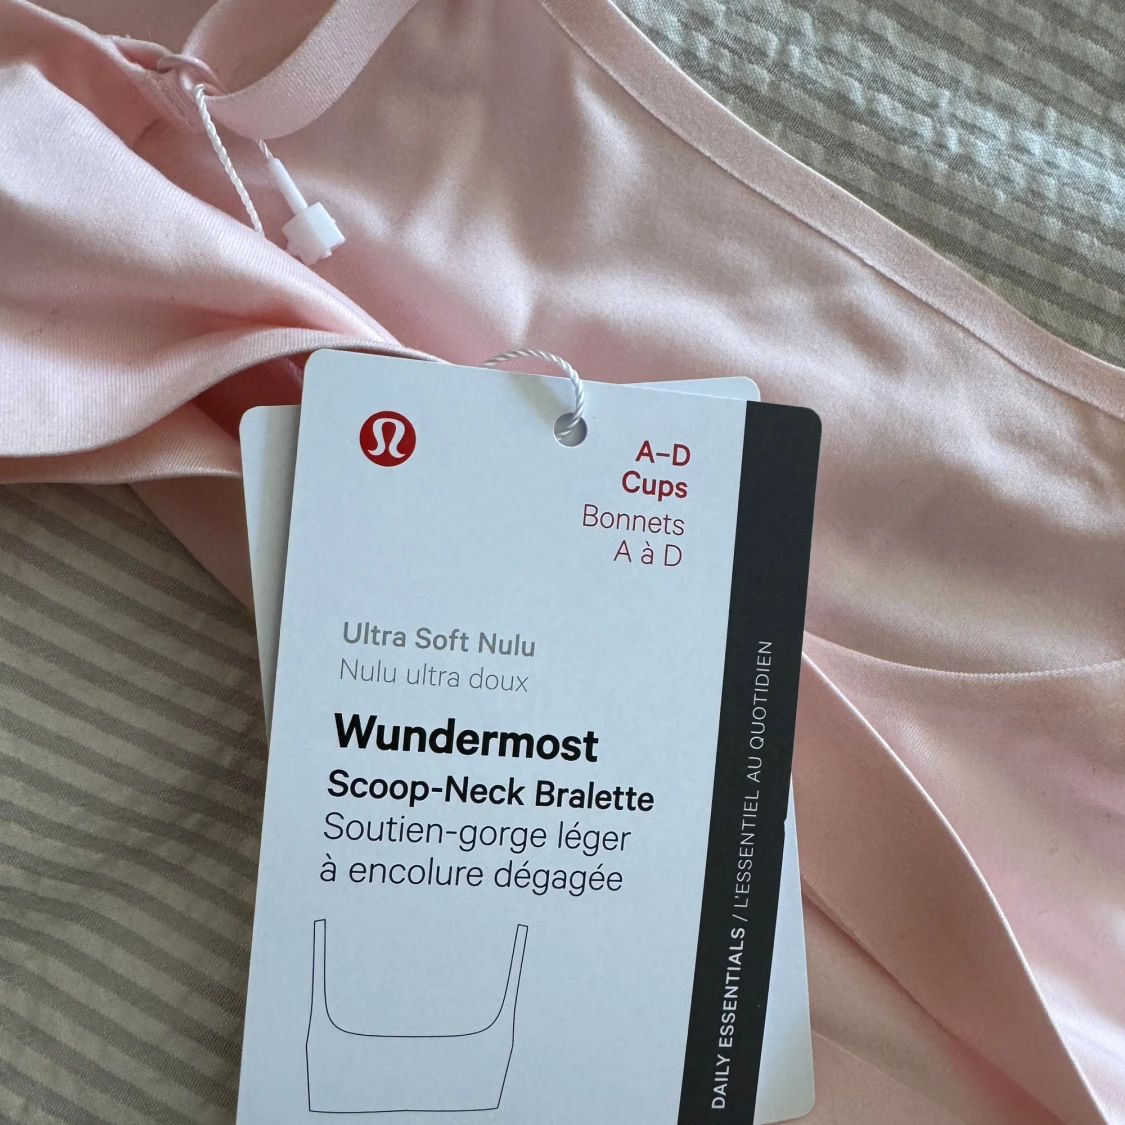 A–D
Cups
Bonnets
A à D
Ultra Soft Nulu
Nulu ultra doux
Wundermost
Scoop-Neck Bralette
Soutien-gorge léger
à encolure dégagée
DAILY ESSENTIALS / L'ESSENTIEL AU QUOTIDIEN